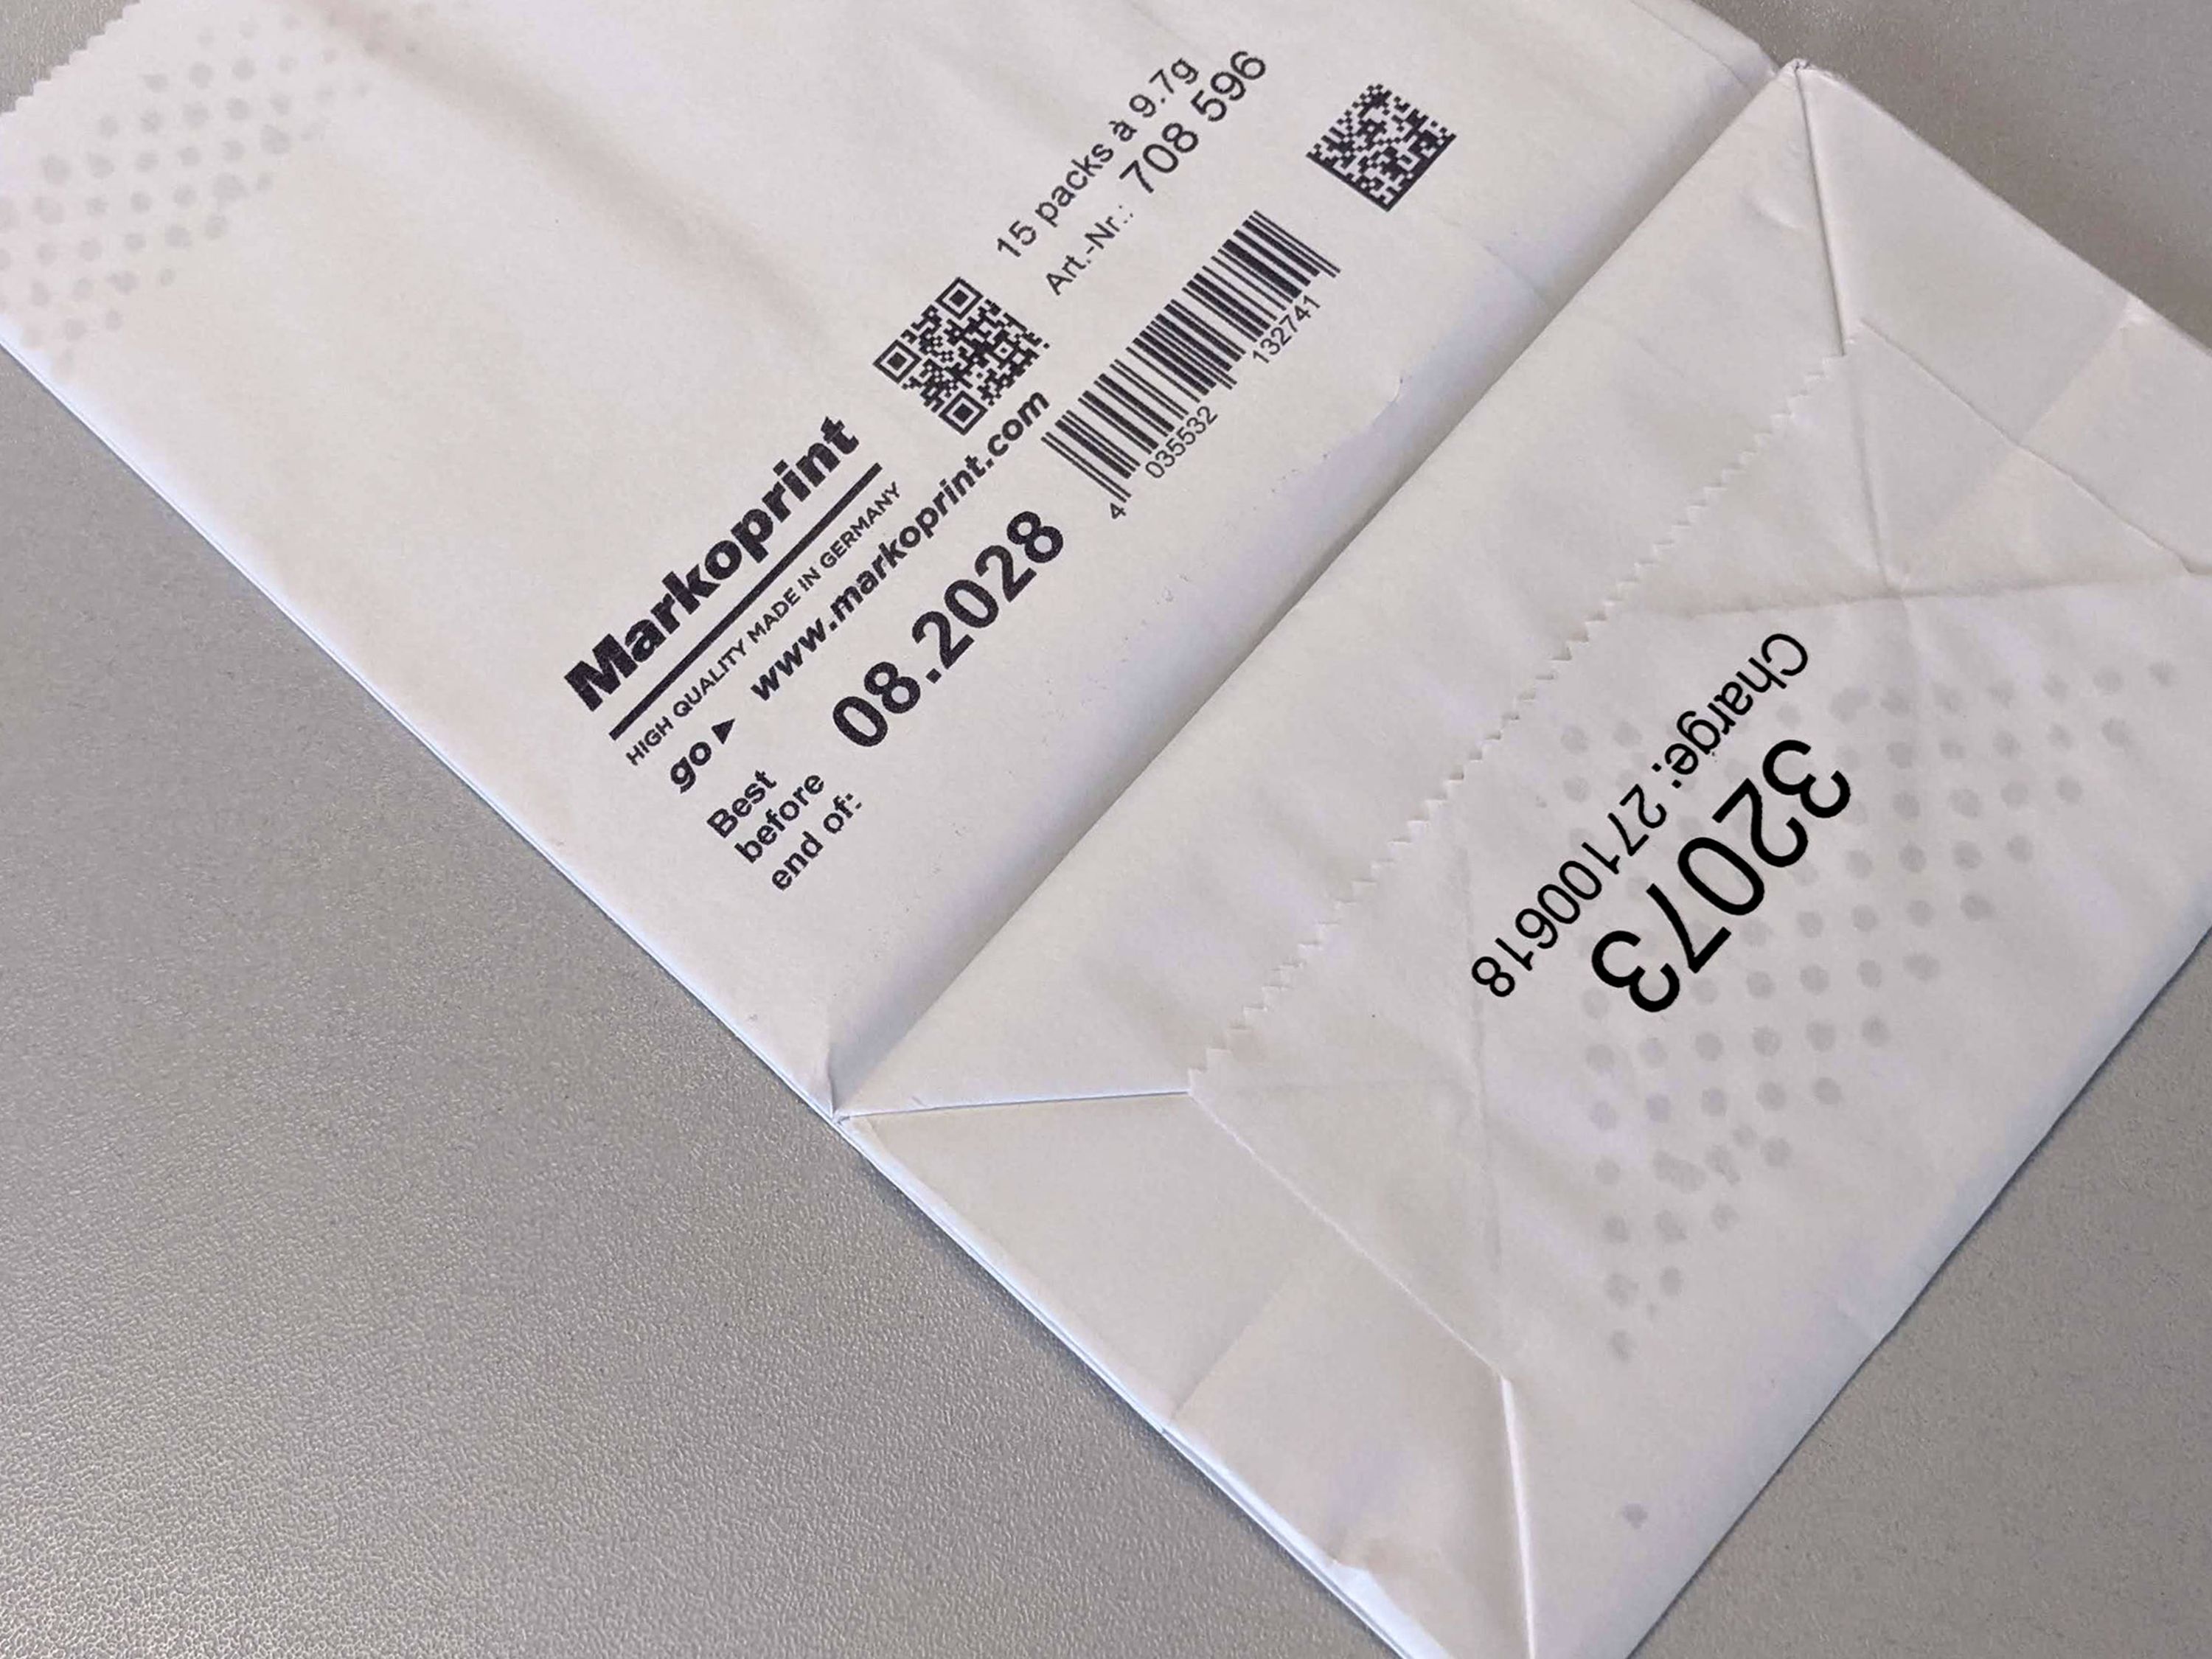 Markoprint
HIGH QUALITY MADE IN GERMANY
go ► www.markoprint.com
Best
before
end of:
08.2028
15 packs à 9.7g
Art.-Nr.: 708 596
4 035532 132741
32073
Charge: 27100618